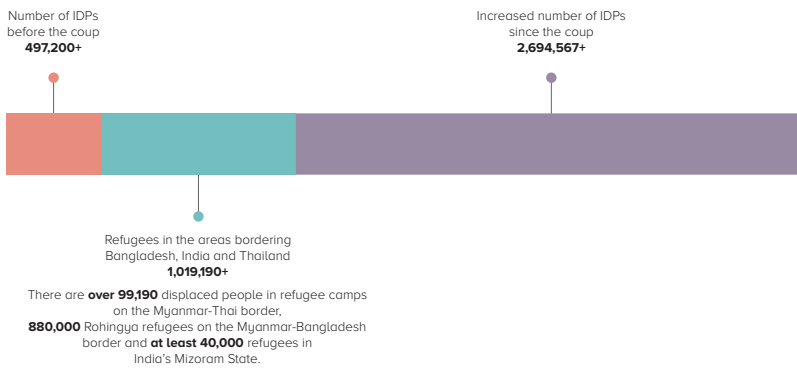 Number of IDPs
before the coup
497,200+
Increased number of IDPs
since the coup
2,694,567+
Refugees in the areas bordering
Bangladesh, India and Thailand
1,019,190+
There are over 99,190 displaced people in refugee camps
on the Myanmar-Thai border,
880,000 Rohingya refugees on the Myanmar-Bangladesh
border and at least 40,000 refugees in
India's Mizoram State.